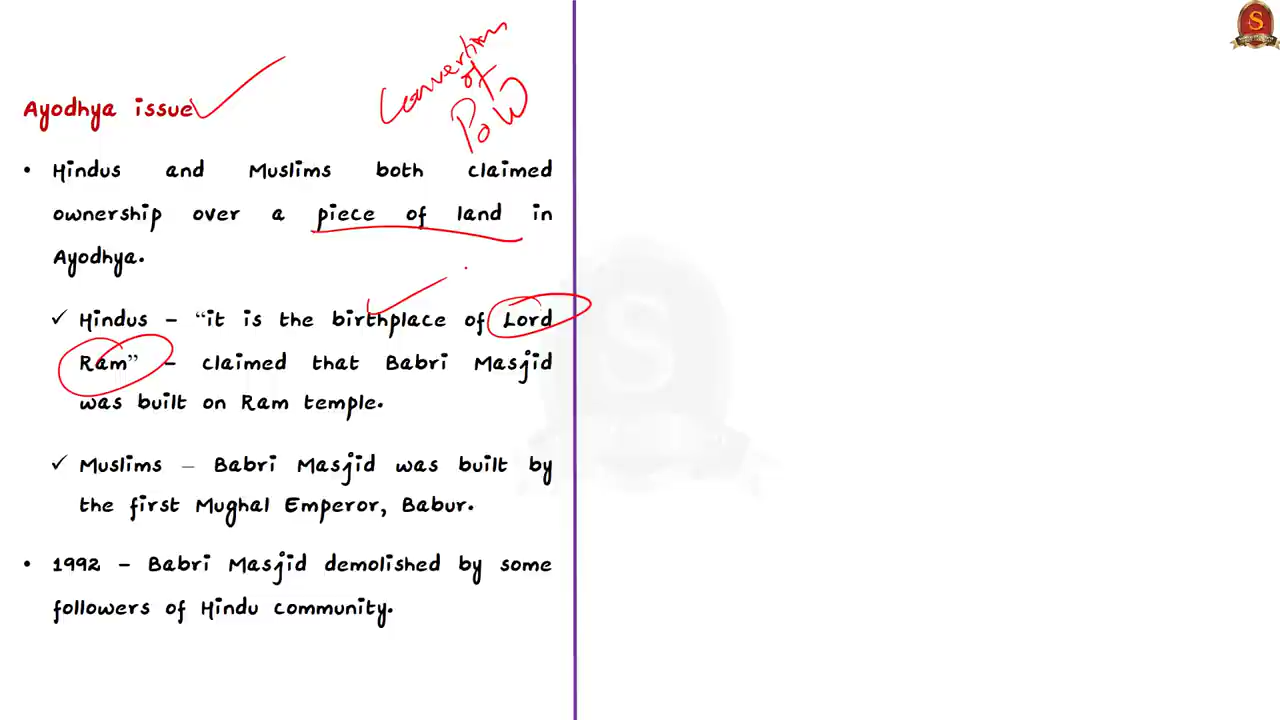 Conversion
of
PoW
Ayodhya issue
• Hindus and Muslims both claimed
ownership over a piece of land in
Ayodhya.
✓ Hindus – “it is the birthplace of Lord
Ram” – claimed that Babri Masjid
was built on Ram temple.
✓ Muslims – Babri Masjid was built by
the first Mughal Emperor, Babur.
• 1992 – Babri Masjid demolished by some
followers of Hindu community.
S
S